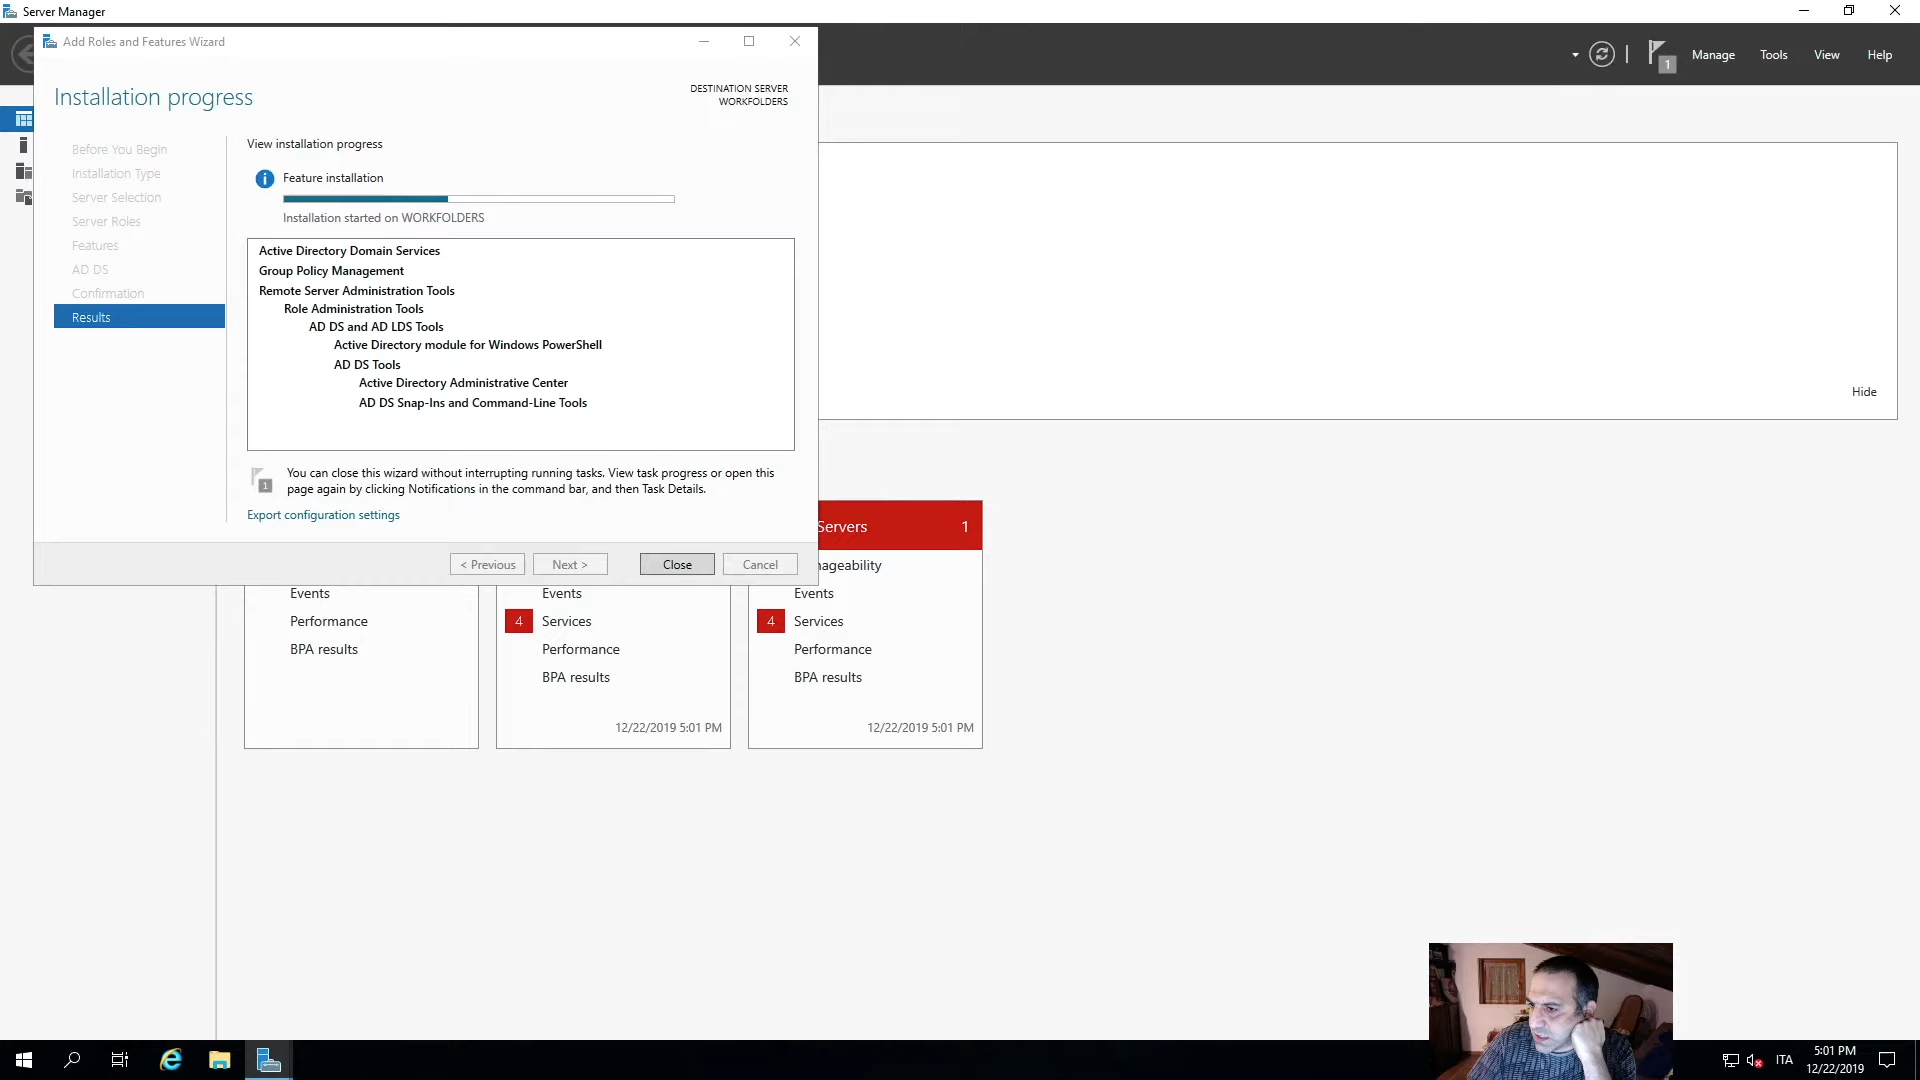 Server Manager
Add Roles and Features Wizard
1
Manage
Tools
View
Help
Installation progress
DESTINATION SERVER
WORKFOLDERS
Before You Begin
Installation Type
Server Selection
Server Roles
Features
AD DS
Confirmation
Results
View installation progress
Feature installation
Installation started on WORKFOLDERS
Active Directory Domain Services
Group Policy Management
Remote Server Administration Tools
Role Administration Tools
AD DS and AD LDS Tools
Active Directory module for Windows PowerShell
AD DS Tools
Active Directory Administrative Center
AD DS Snap-Ins and Command-Line Tools
Hide
1
You can close this wizard without interrupting running tasks. View task progress or open this
page again by clicking Notifications in the command bar, and then Task Details.
Export configuration settings
< Previous
Next >
Close
Cancel
Servers
1
nageability
Events
Performance
BPA results
Events
4
Services
Performance
BPA results
12/22/2019 5:01 PM
Events
4
Services
Performance
BPA results
12/22/2019 5:01 PM
ITA
5:01 PM
12/22/2019